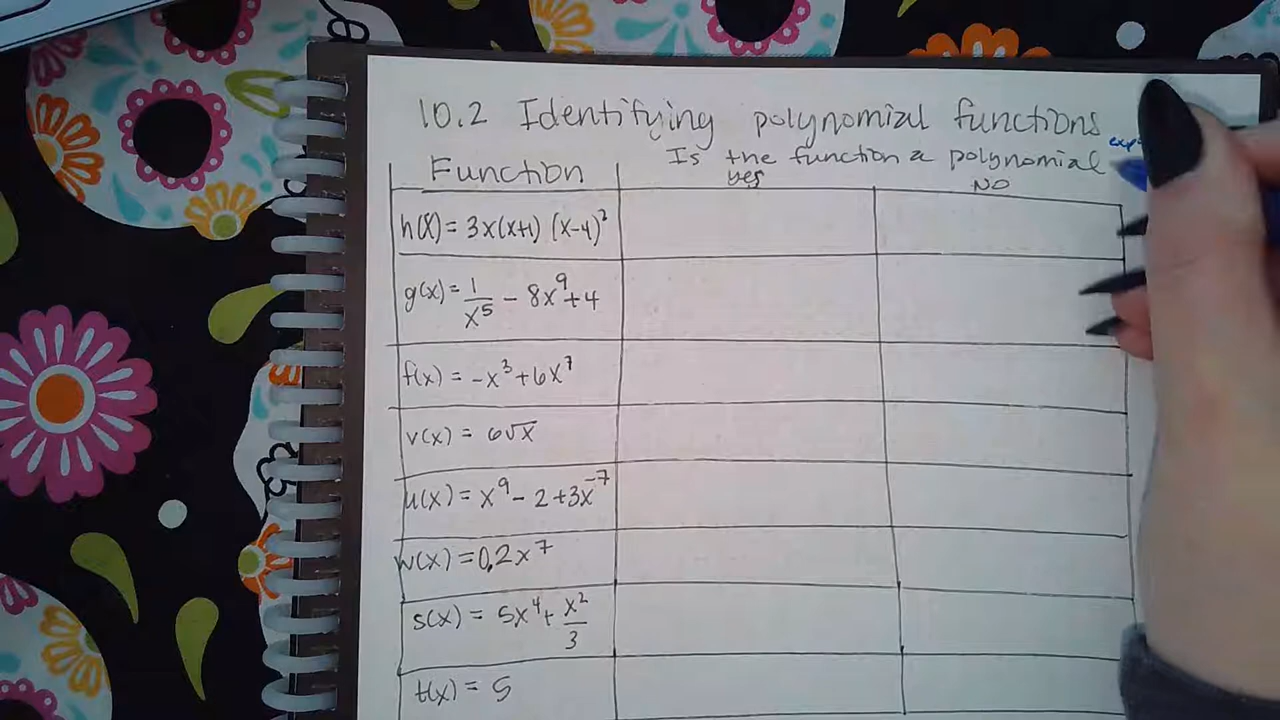 10.2 Identifying polynomial functions
Is the function a polynomial
Function
yes
NO
h(x) = 3x(x+1) (x-4)²
g(x) = 1/x⁵ - 8x⁹ + 4
f(x) = -x³ + 6x⁷
v(x) = 6√x
u(x) = x⁹ - 2 + 3x⁻⁷
w(x) = 0.2x⁷
s(x) = 5x⁴ + x²/3
t(x) = 5